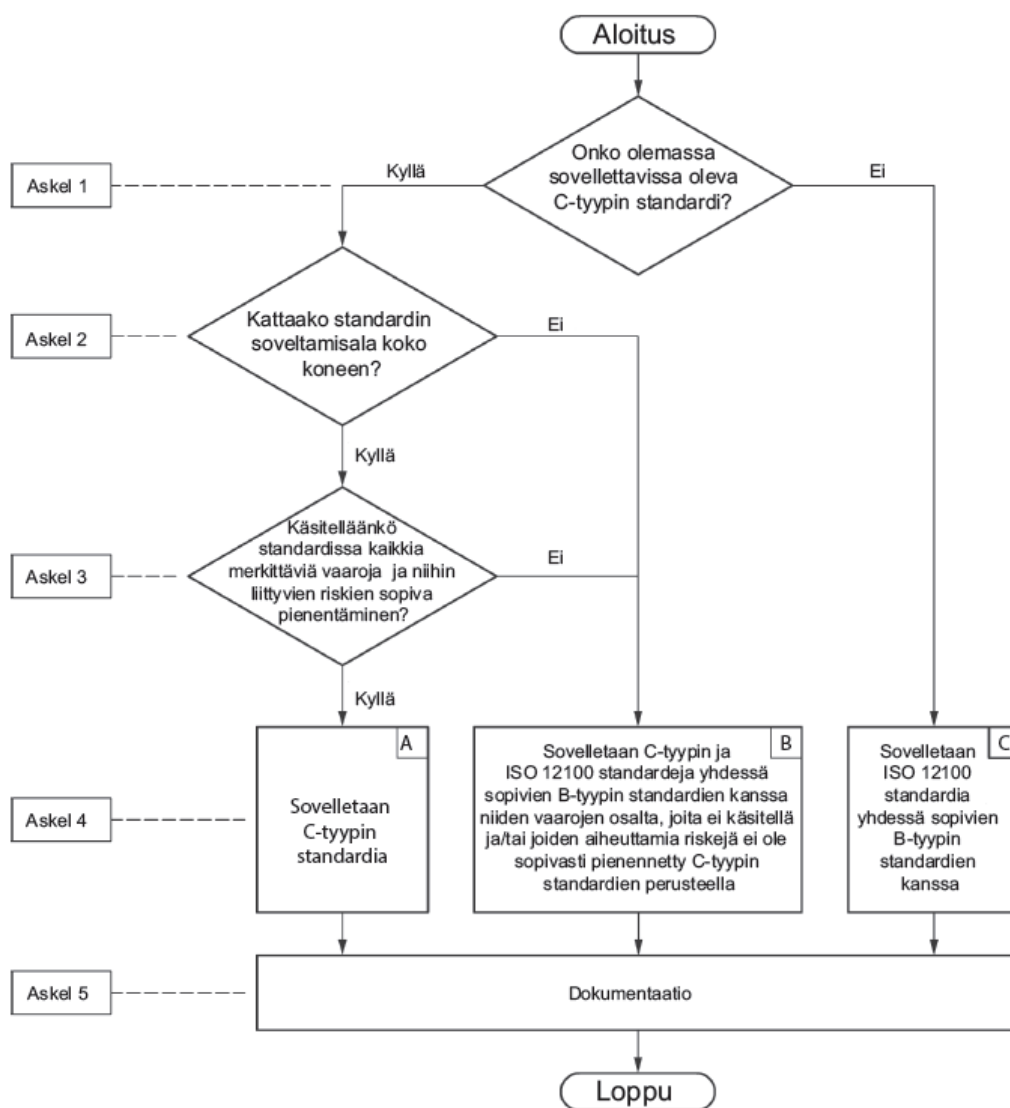 Aloitus
Onko olemassa
sovellettavissa oleva
C-tyypin standardi?
Kyllä
Ei
Askel 1
Kattaako standardin
soveltamisala koko
koneen?
Ei
Askel 2
Kyllä
Käsitelläänkö
standardissa kaikkia
merkittäviä vaaroja ja niihin
liittyvien riskien sopiva
pienentäminen?
Ei
Askel 3
Kyllä
A
Sovelletaan
C-tyypin
standardia
B
Sovelletaan C-tyypin ja
ISO 12100 standardeja yhdessä
sopivien B-tyypin standardien kanssa
niiden vaarojen osalta, joita ei käsitellä
ja/tai joiden aiheuttamia riskejä ei ole
sopivasti pienennetty C-tyypin
standardien perusteella
C
Sovelletaan
ISO 12100
standardia
yhdessä sopivien
B-tyypin
standardien
kanssa
Askel 4
Askel 5
Dokumentaatio
Loppu